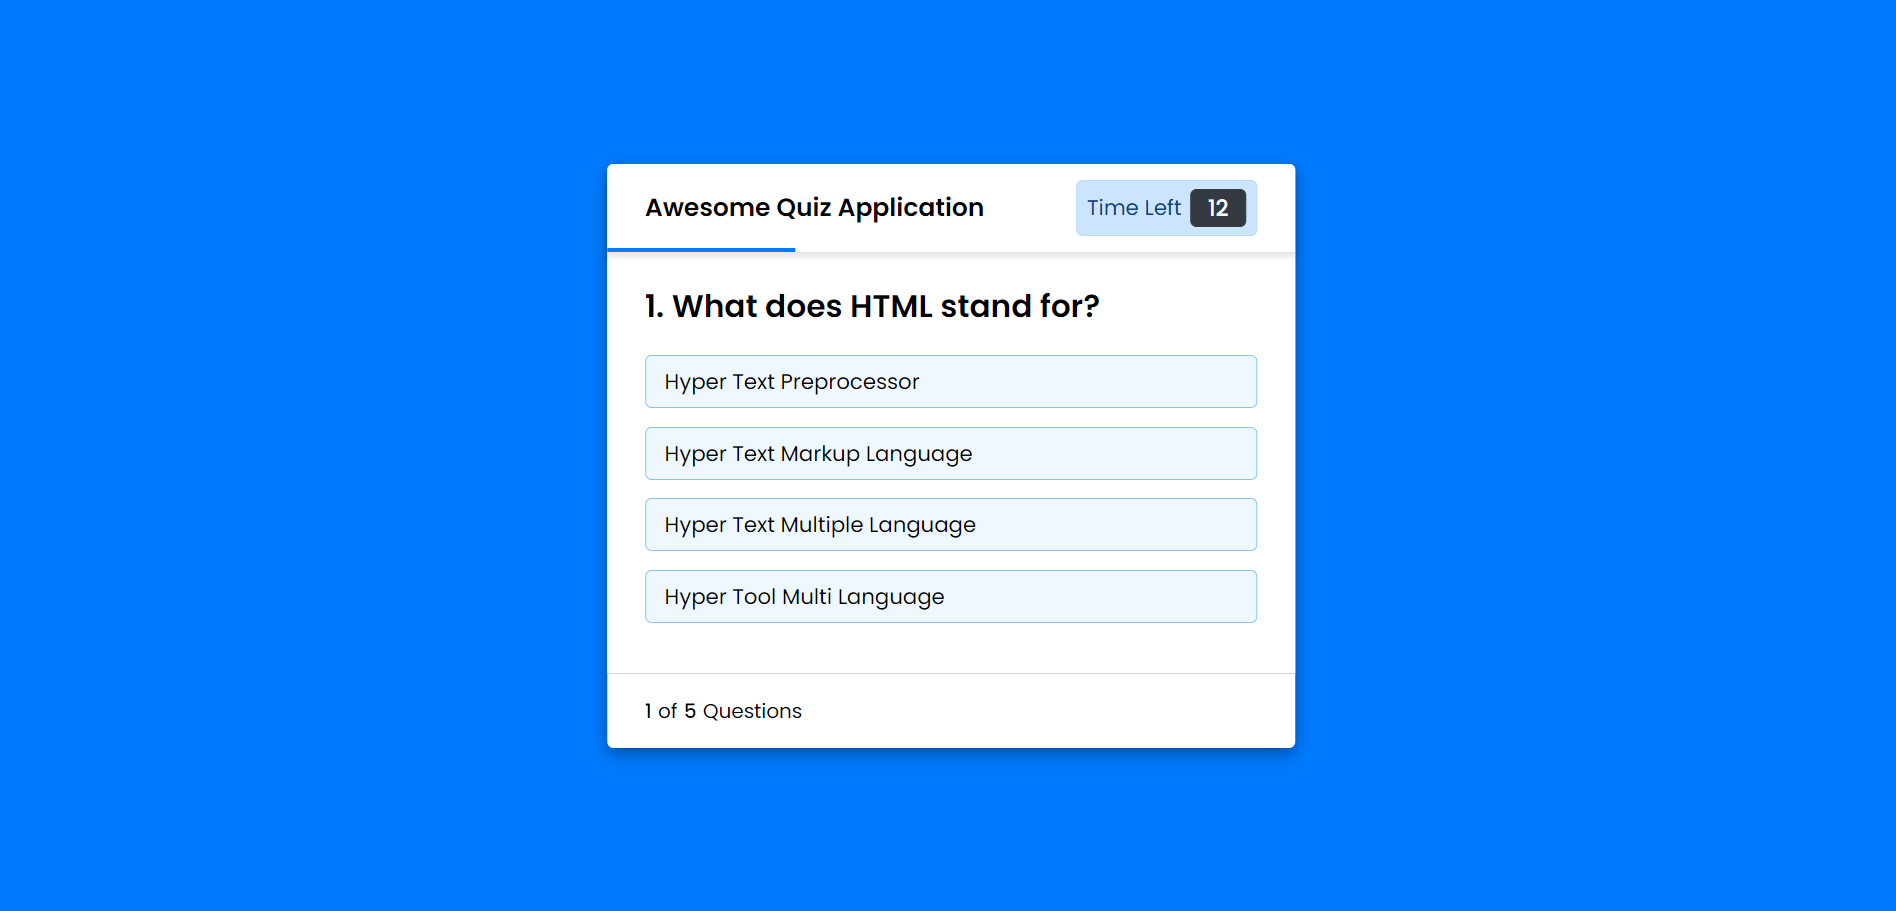 Awesome Quiz Application
Time Left 12
1. What does HTML stand for?
Hyper Text Preprocessor
Hyper Text Markup Language
Hyper Text Multiple Language
Hyper Tool Multi Language
1 of 5 Questions